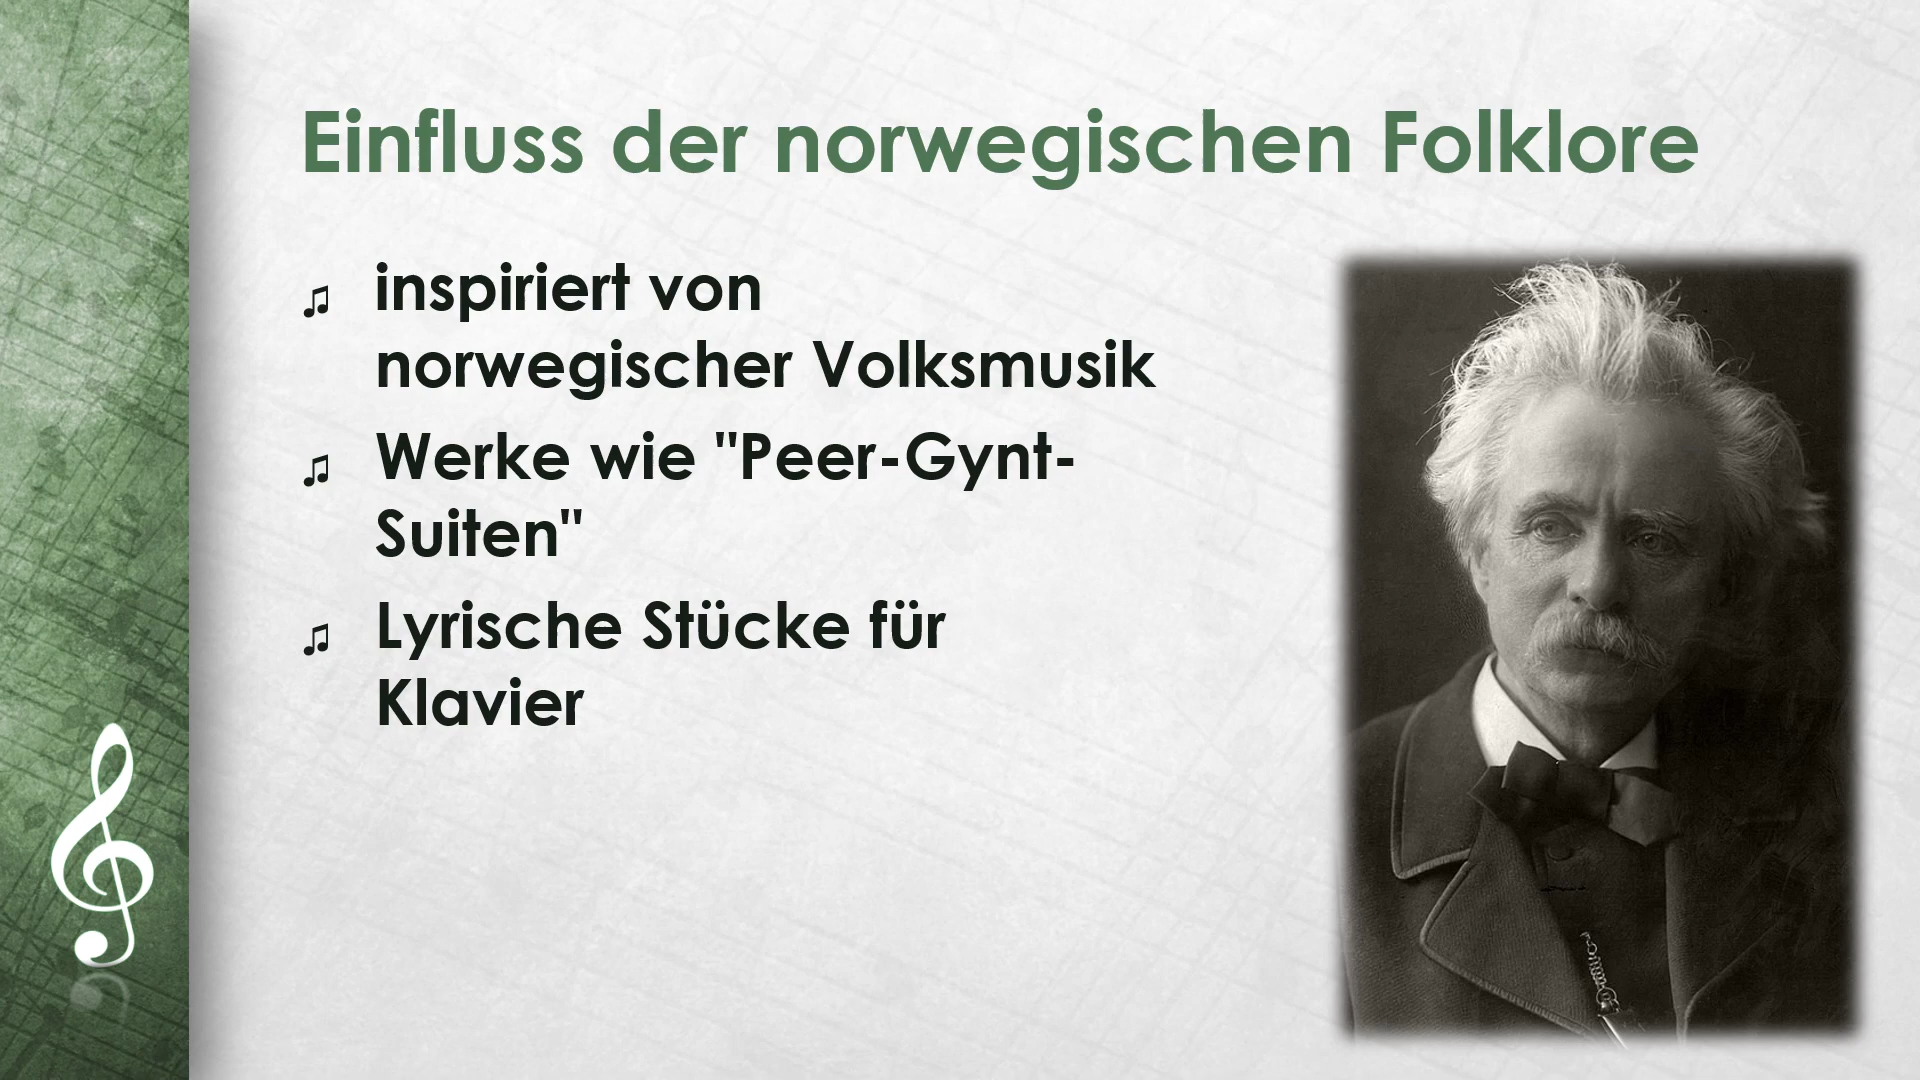 Einfluss der norwegischen Folklore
♫ inspiriert von
norwegischer Volksmusik
♫ Werke wie "Peer-Gynt-
Suiten"
♫ Lyrische Stücke für
Klavier